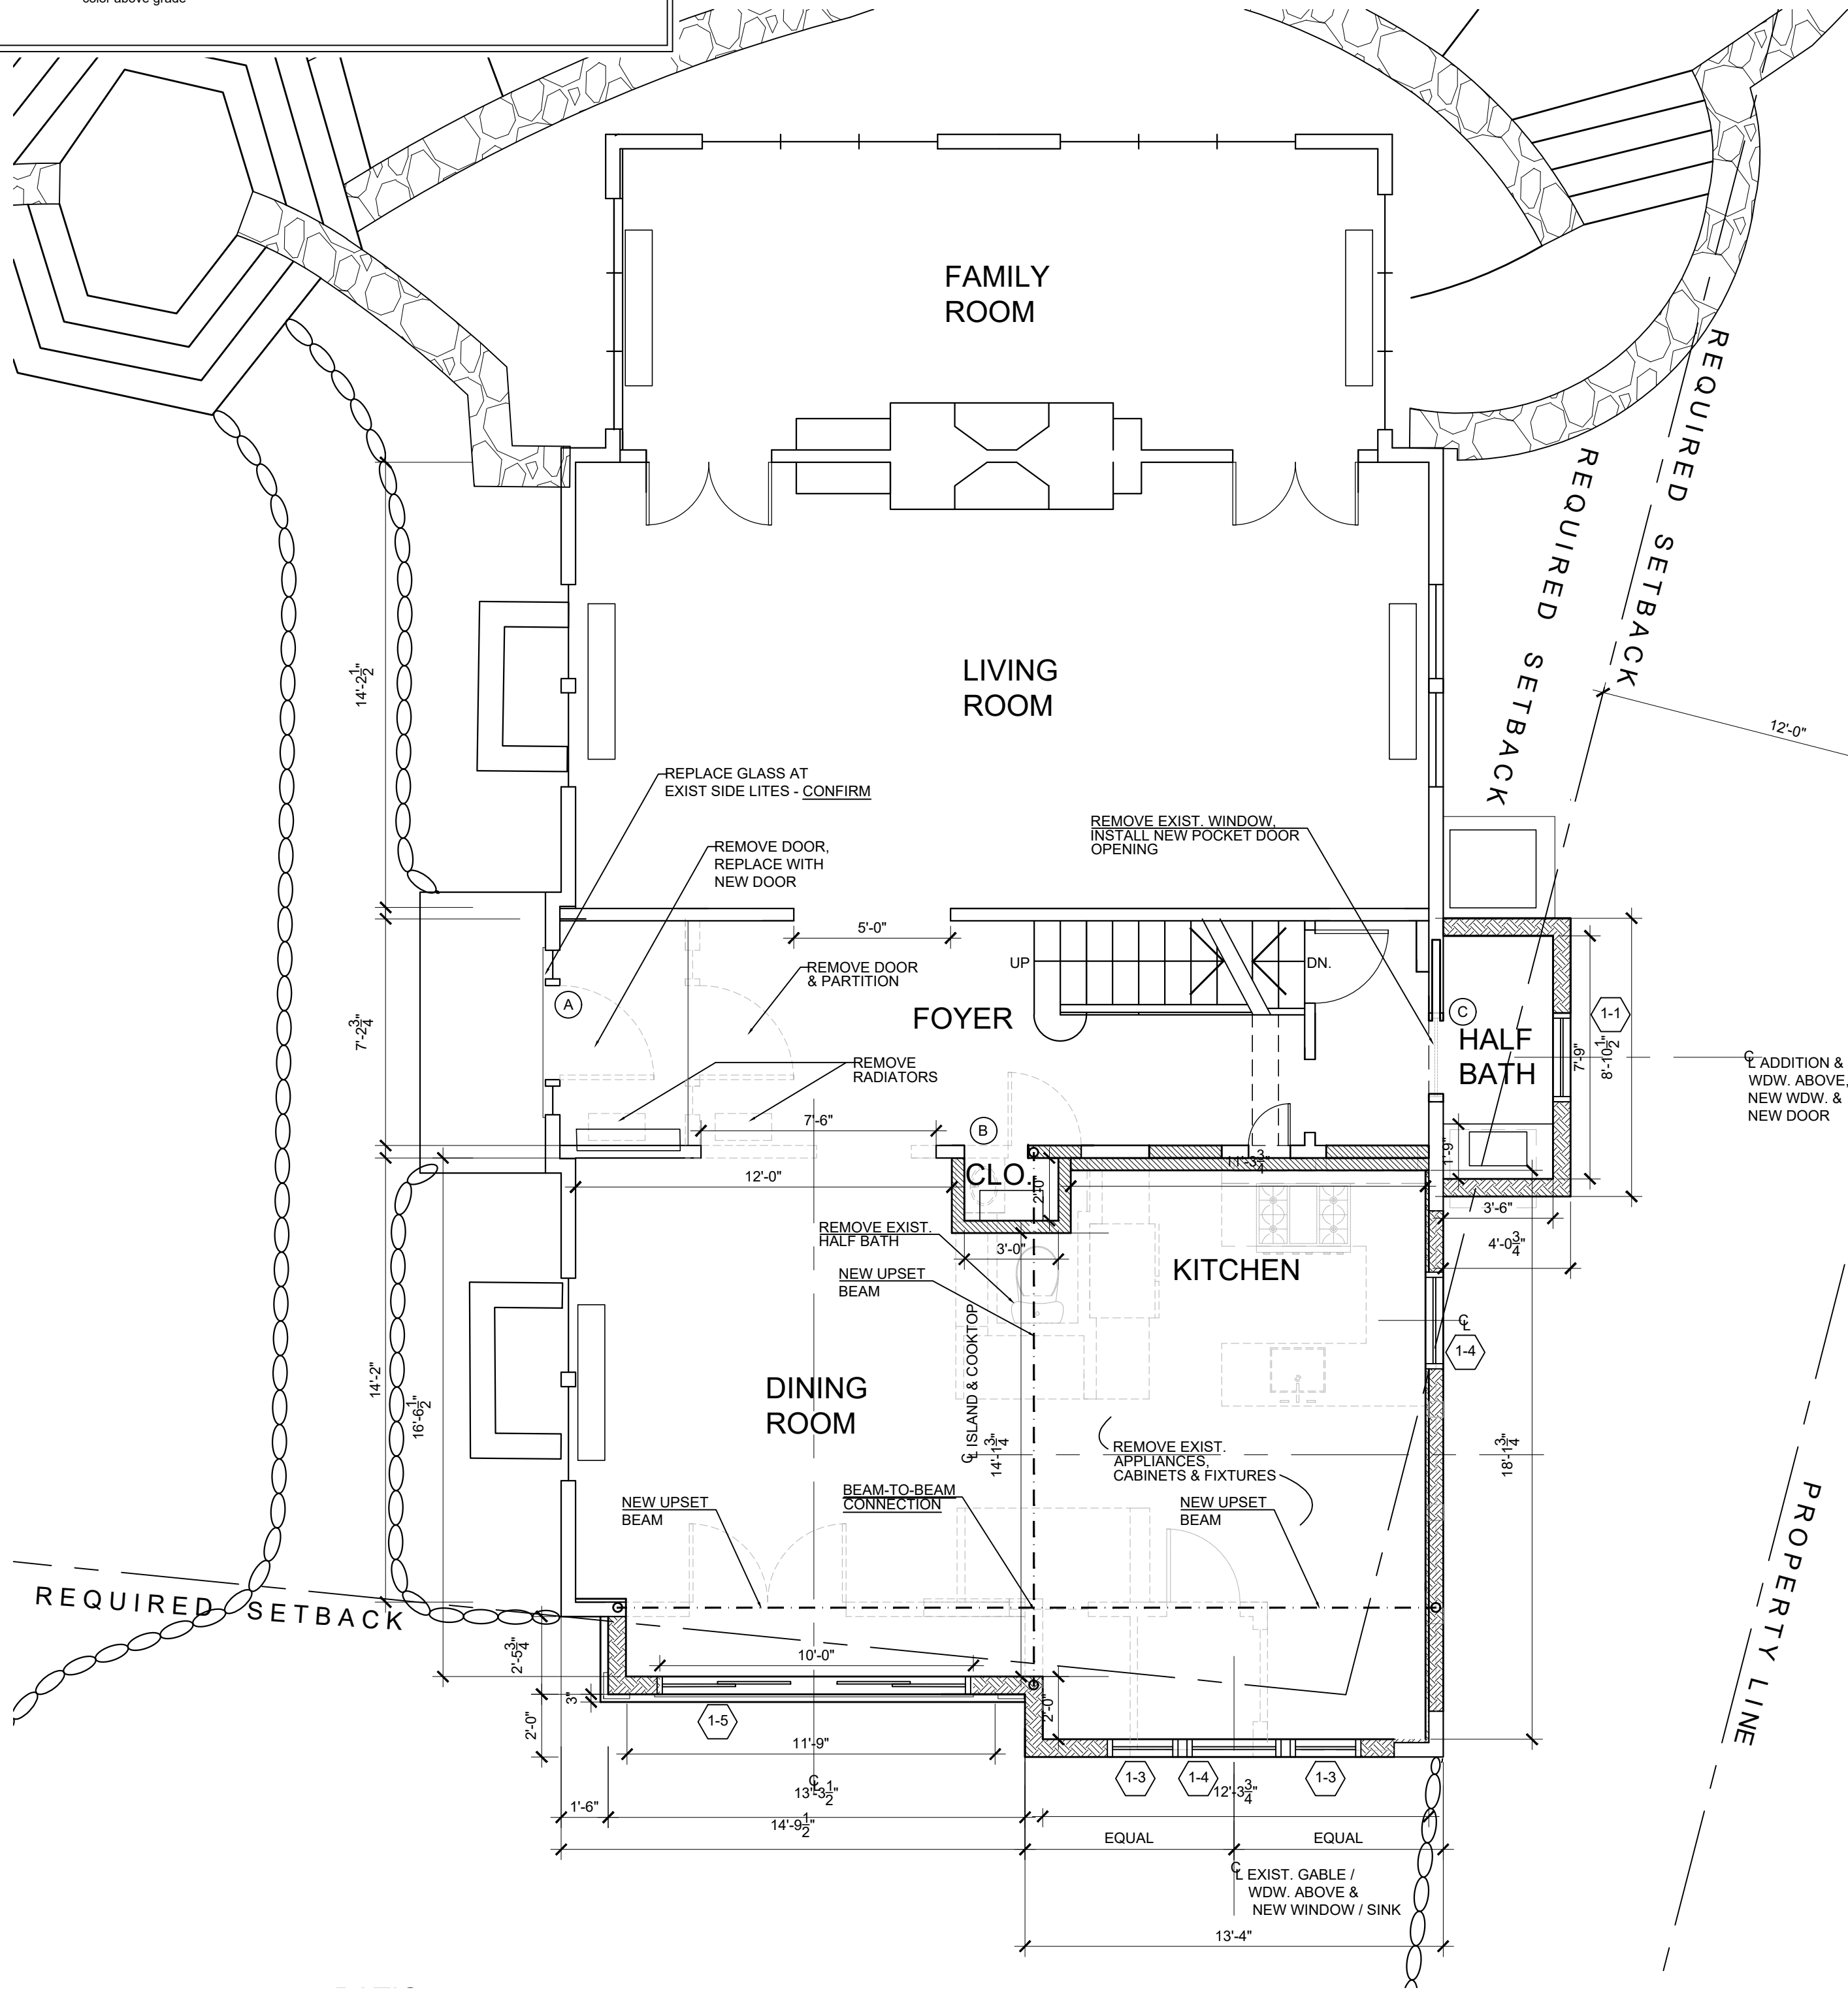 color above grade
FAMILY
ROOM
REQUIRED SETBACK
REQUIRED SETBACK
LIVING
ROOM
14'-2 1/2"
12'-0"
REPLACE GLASS AT
EXIST SIDE LITES - CONFIRM
REMOVE DOOR,
REPLACE WITH
NEW DOOR
REMOVE EXIST. WINDOW,
INSTALL NEW POCKET DOOR
OPENING
5'-0"
UP
DN.
REMOVE DOOR
& PARTITION
A
FOYER
C
1-1
HALF
BATH
7'-9"
8'-10 1/2"
7'-2 3/4"
℄ ADDITION &
WDW. ABOVE,
NEW WDW. &
NEW DOOR
REMOVE
RADIATORS
7'-6"
B
12'-0"
CLO.
2'-0"
11'-3 3/4"
1'-9"
3'-6"
4'-0 3/4"
REMOVE EXIST.
HALF BATH
3'-0"
KITCHEN
NEW UPSET
BEAM
℄ ISLAND & COOKTOP
℄
1-4
14'-2"
16'-6 1/2"
DINING
ROOM
14'-1 3/4"
18'-1 3/4"
REMOVE EXIST.
APPLIANCES,
CABINETS & FIXTURES
BEAM-TO-BEAM
CONNECTION
NEW UPSET
BEAM
NEW UPSET
BEAM
PROPERTY LINE
REQUIRED SETBACK
2'-5 3/4"
10'-0"
3"
2'-0"
2'-0"
1-5
11'-9"
1-3
1-4
1-3
℄
13'-3 1/2"
12'-3 3/4"
1'-6"
14'-9 1/2"
EQUAL
EQUAL
℄ EXIST. GABLE /
WDW. ABOVE &
NEW WINDOW / SINK
13'-4"